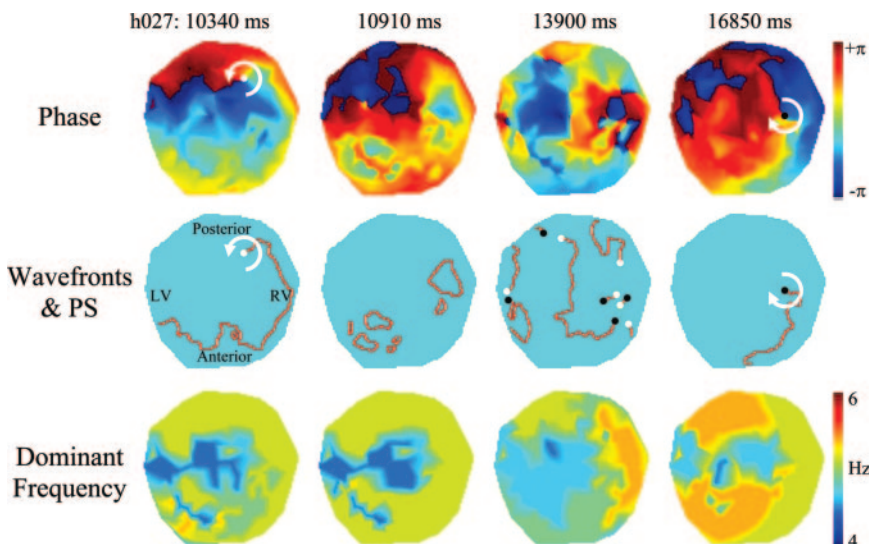 h027: 10340 ms 10910 ms 13900 ms 16850 ms
+π
Phase
-π
Posterior
Wavefronts
& PS
LV RV
Anterior
6
Dominant
Frequency
Hz
4